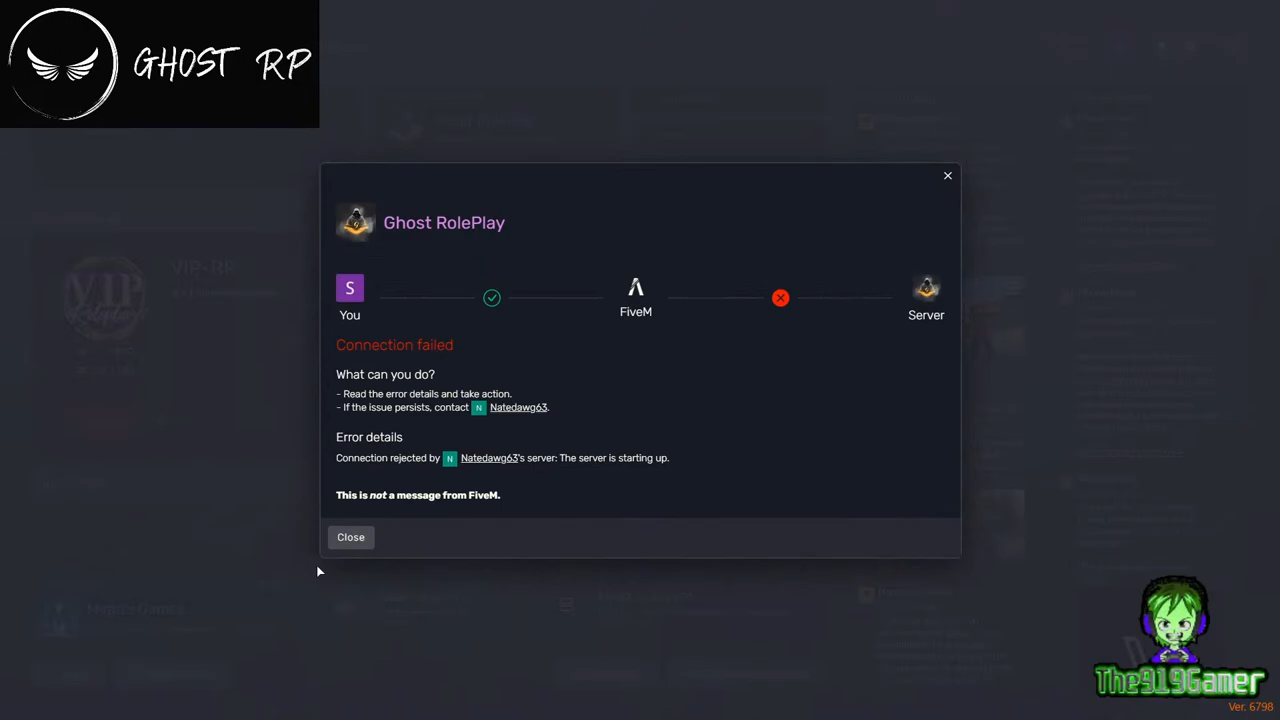 GHOST RP
Ghost RolePlay
S
You
FiveM
Server
Connection failed
What can you do?
- Read the error details and take action.
- If the issue persists, contact N Natedawg63.
Error details
Connection rejected by N Natedawg63's server: The server is starting up.
This is not a message from FiveM.
Close
VIP-RP
The919Gamer
Ver. 6798